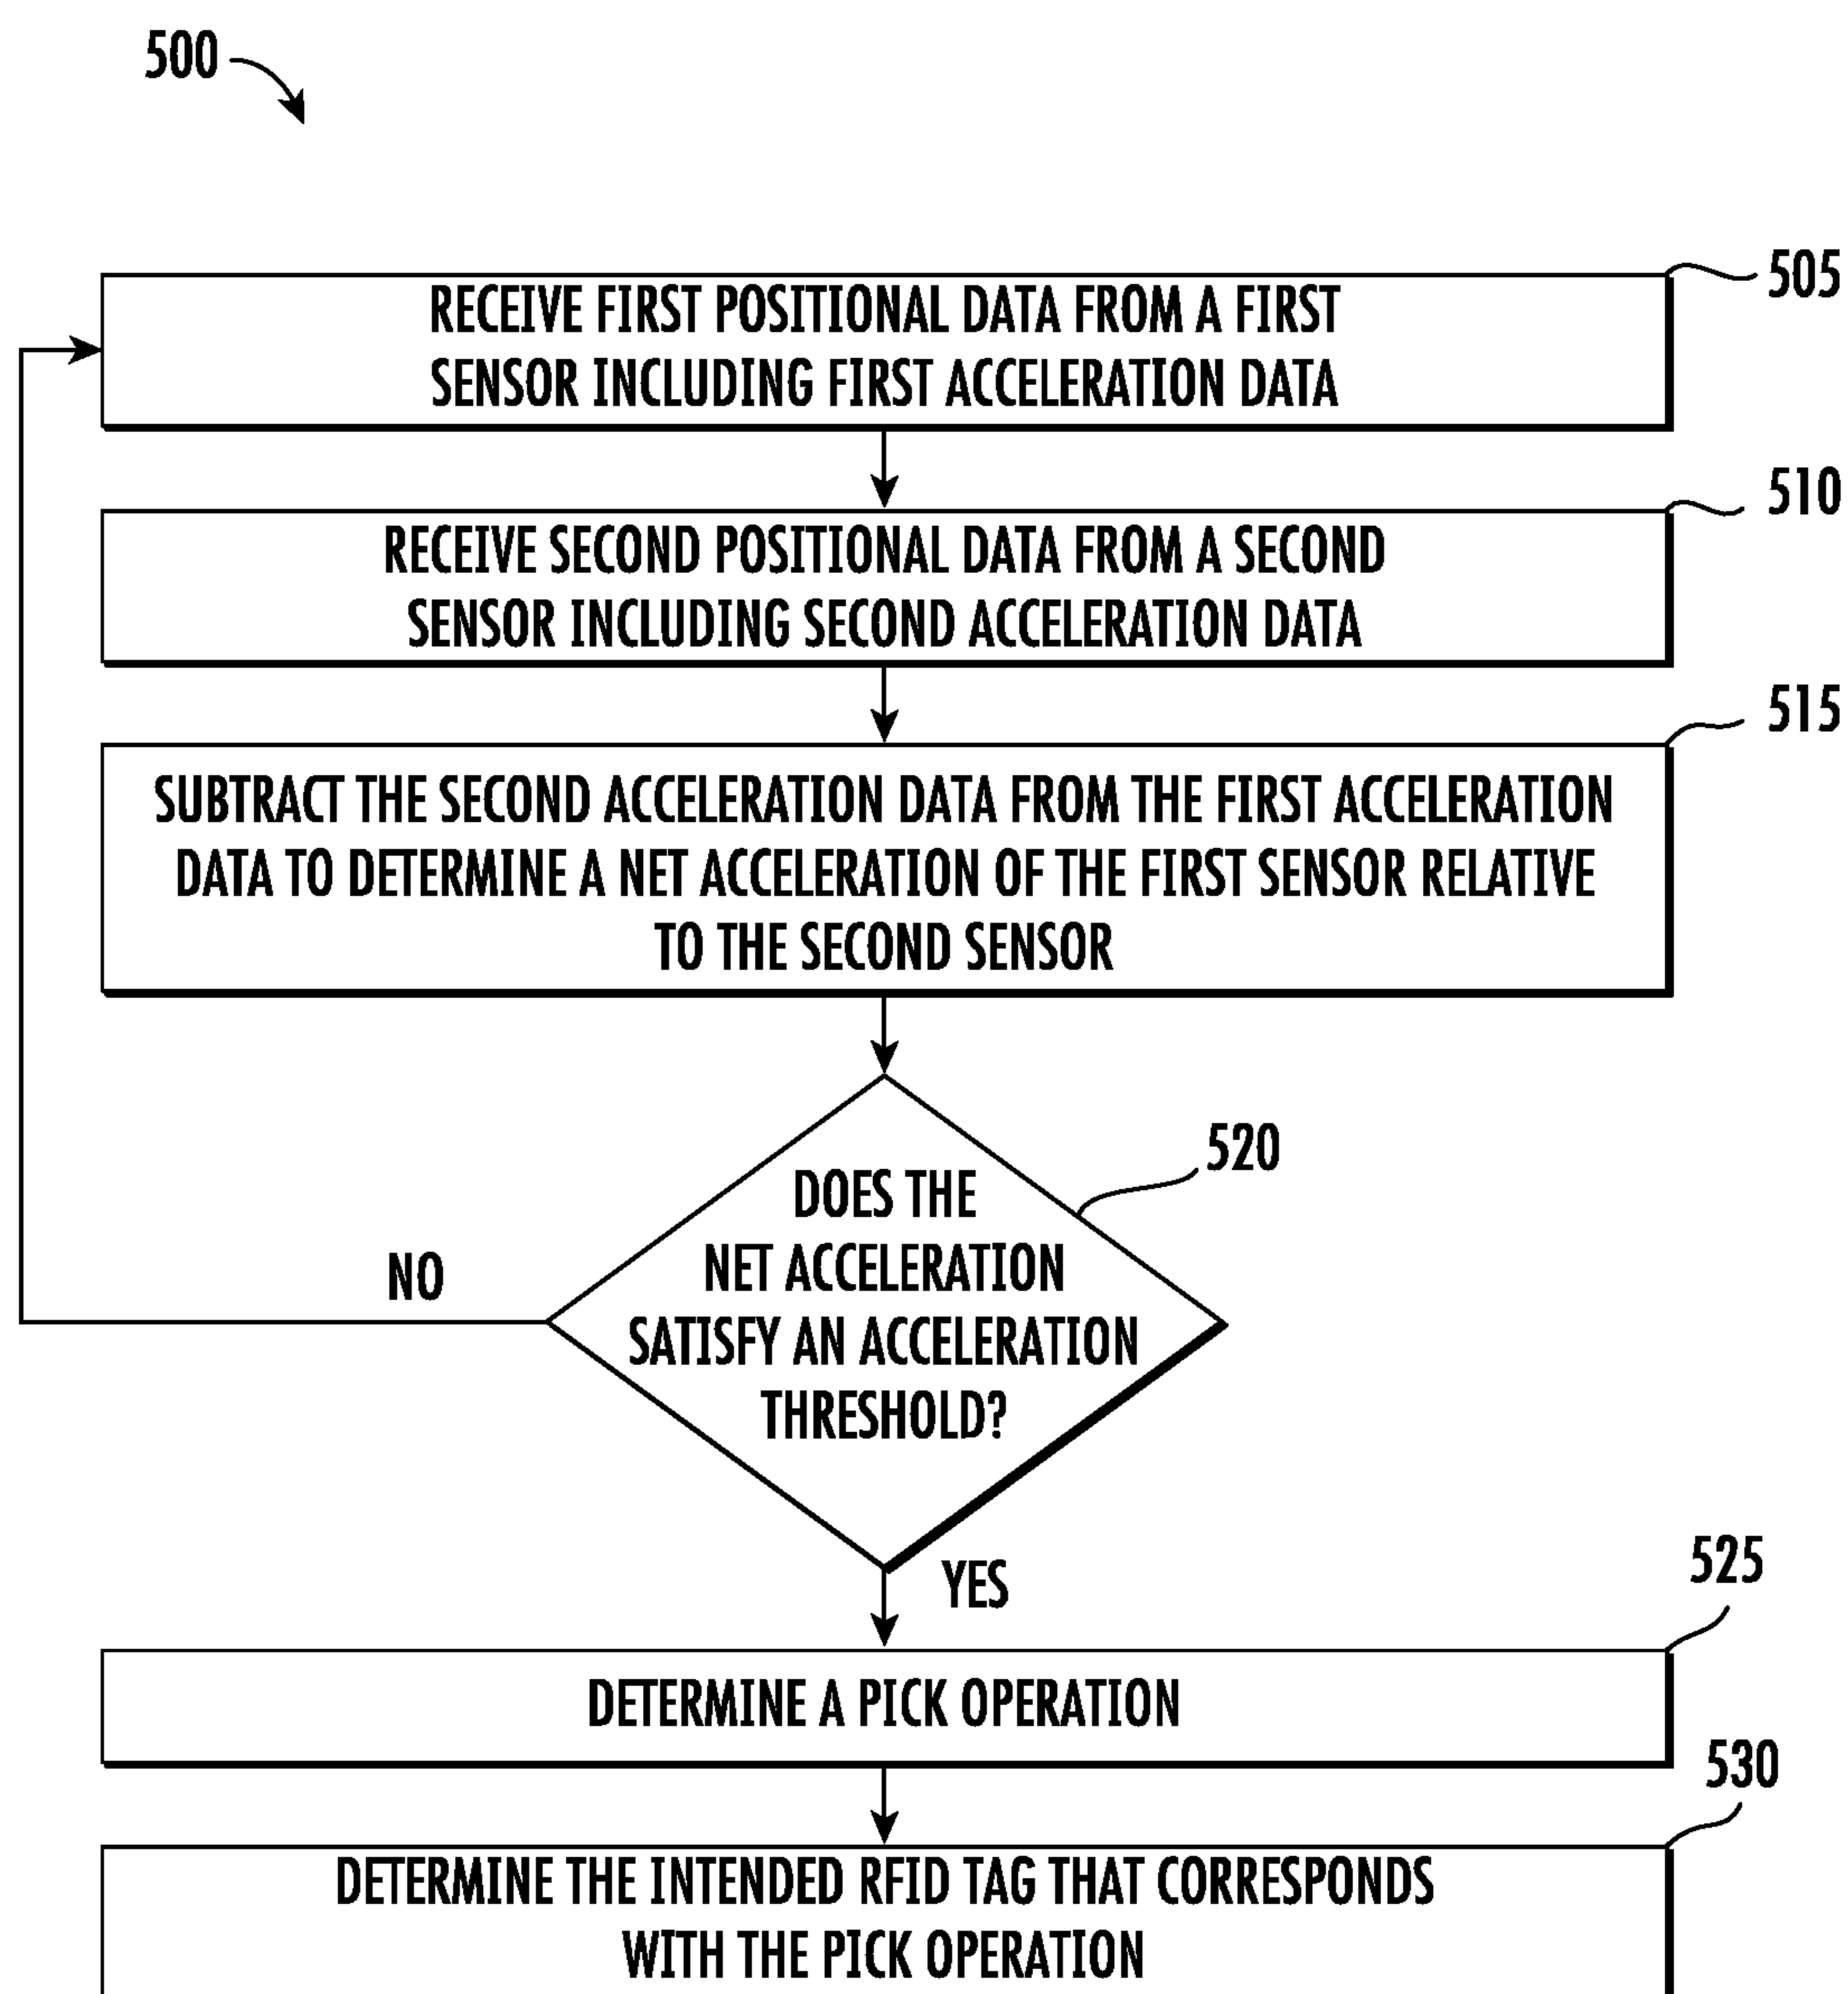 500
505
RECEIVE FIRST POSITIONAL DATA FROM A FIRST
SENSOR INCLUDING FIRST ACCELERATION DATA
510
RECEIVE SECOND POSITIONAL DATA FROM A SECOND
SENSOR INCLUDING SECOND ACCELERATION DATA
515
SUBTRACT THE SECOND ACCELERATION DATA FROM THE FIRST ACCELERATION
DATA TO DETERMINE A NET ACCELERATION OF THE FIRST SENSOR RELATIVE
TO THE SECOND SENSOR
520
DOES THE
NET ACCELERATION
SATISFY AN ACCELERATION
THRESHOLD?
NO
YES
525
DETERMINE A PICK OPERATION
530
DETERMINE THE INTENDED RFID TAG THAT CORRESPONDS
WITH THE PICK OPERATION